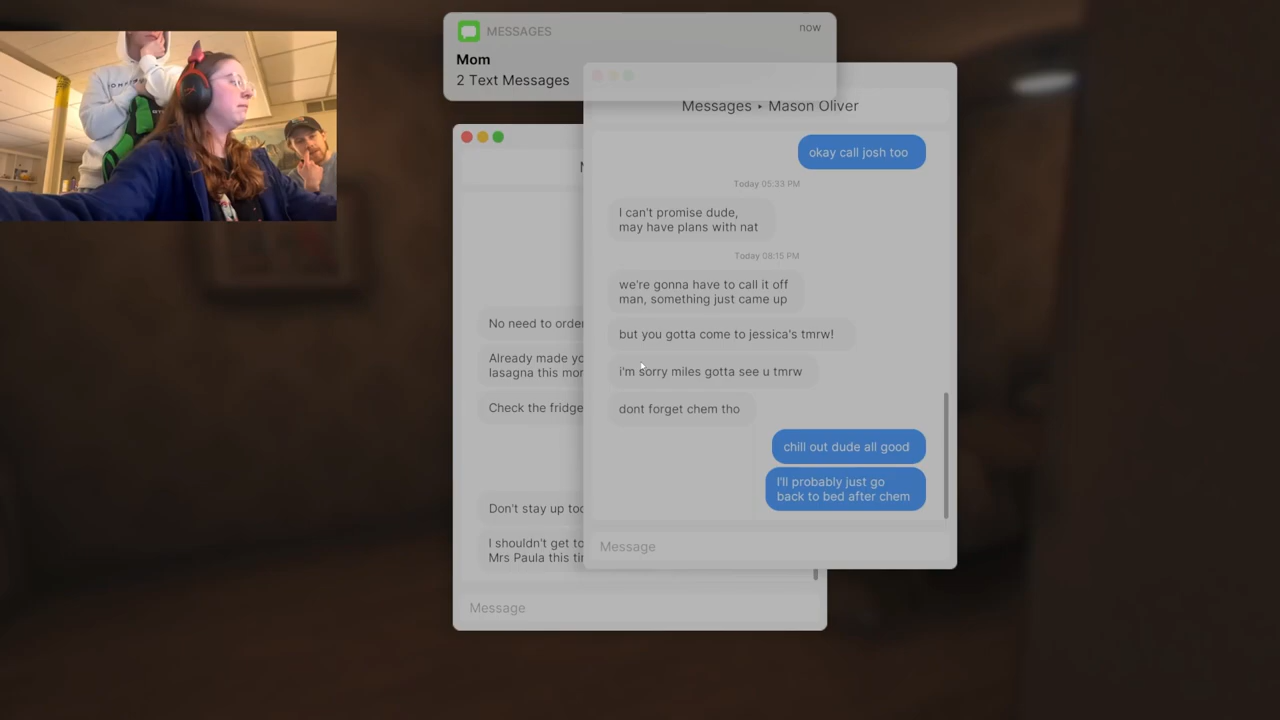 MESSAGES
now
Mom
2 Text Messages
Messages ▸ Mason Oliver
okay call josh too
Today 05:33 PM
I can't promise dude,
may have plans with nat
Today 08:15 PM
we're gonna have to call it off
man, something just came up
but you gotta come to jessica's tmrw!
i'm sorry miles gotta see u tmrw
dont forget chem tho
chill out dude all good
I'll probably just go
back to bed after chem
Message
No need to order
Already made yo
lasagna this mor
Check the fridge
Don't stay up too
I shouldn't get to
Mrs Paula this ti
Message